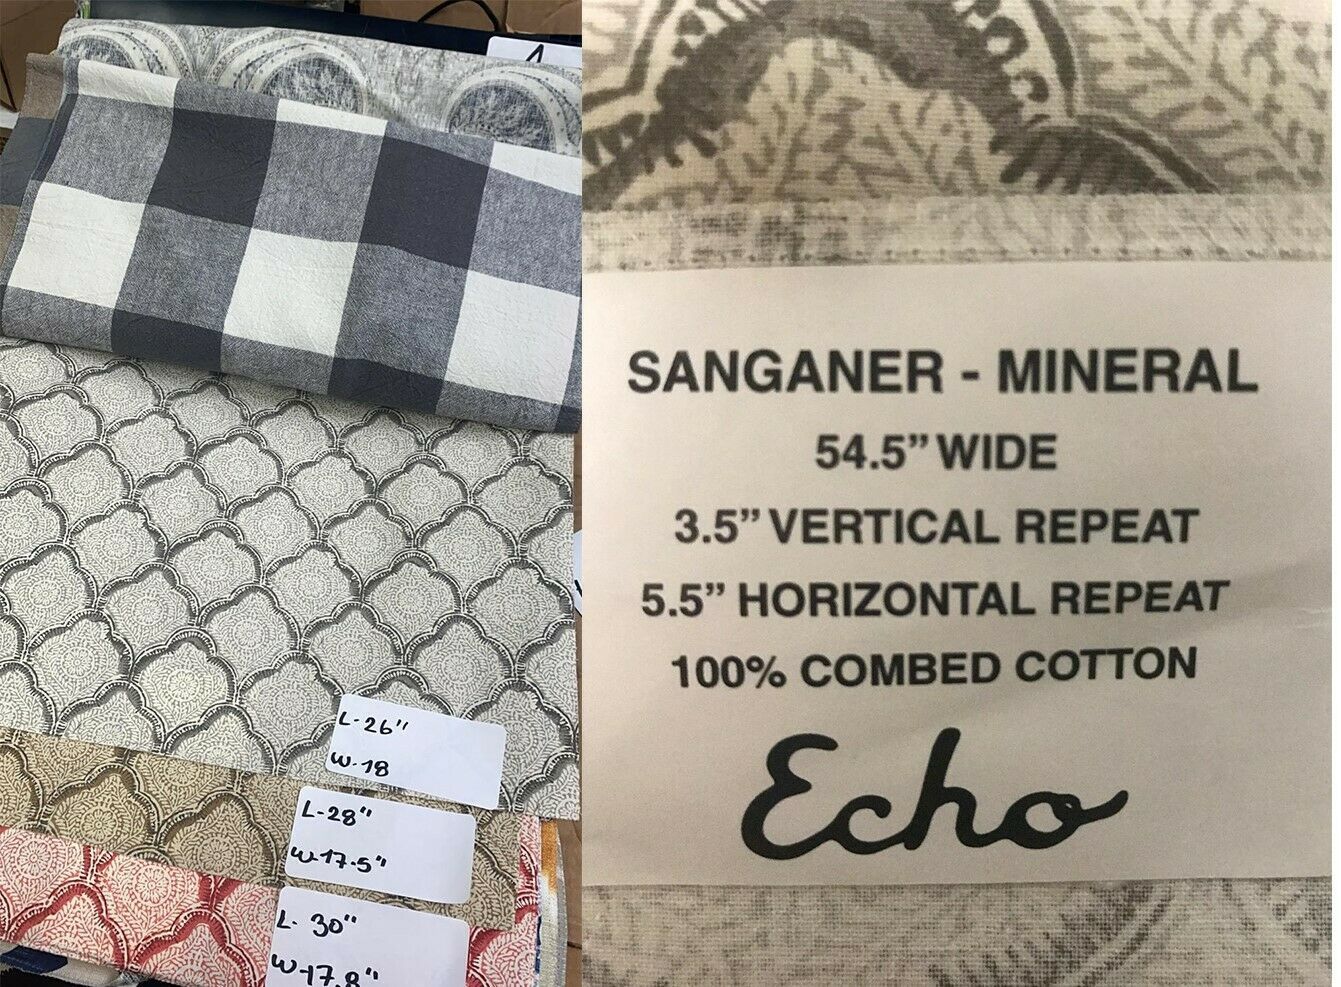 L-26"
W-18
L-28"
W-17.5"
L. 30"
W-17.8"
SANGANER - MINERAL
54.5” WIDE
3.5” VERTICAL REPEAT
5.5” HORIZONTAL REPEAT
100% COMBED COTTON
Echo